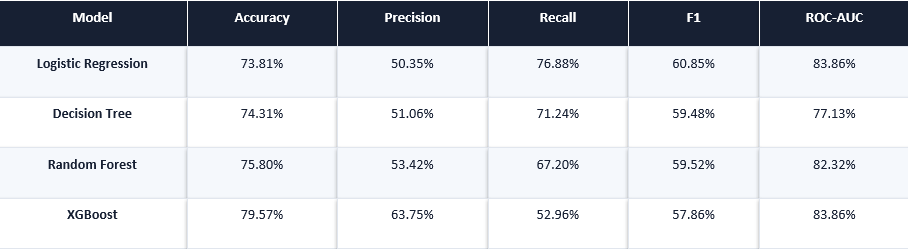 Model Accuracy Precision Recall F1 ROC-AUC
Logistic Regression 73.81% 50.35% 76.88% 60.85% 83.86%
Decision Tree 74.31% 51.06% 71.24% 59.48% 77.13%
Random Forest 75.80% 53.42% 67.20% 59.52% 82.32%
XGBoost 79.57% 63.75% 52.96% 57.86% 83.86%